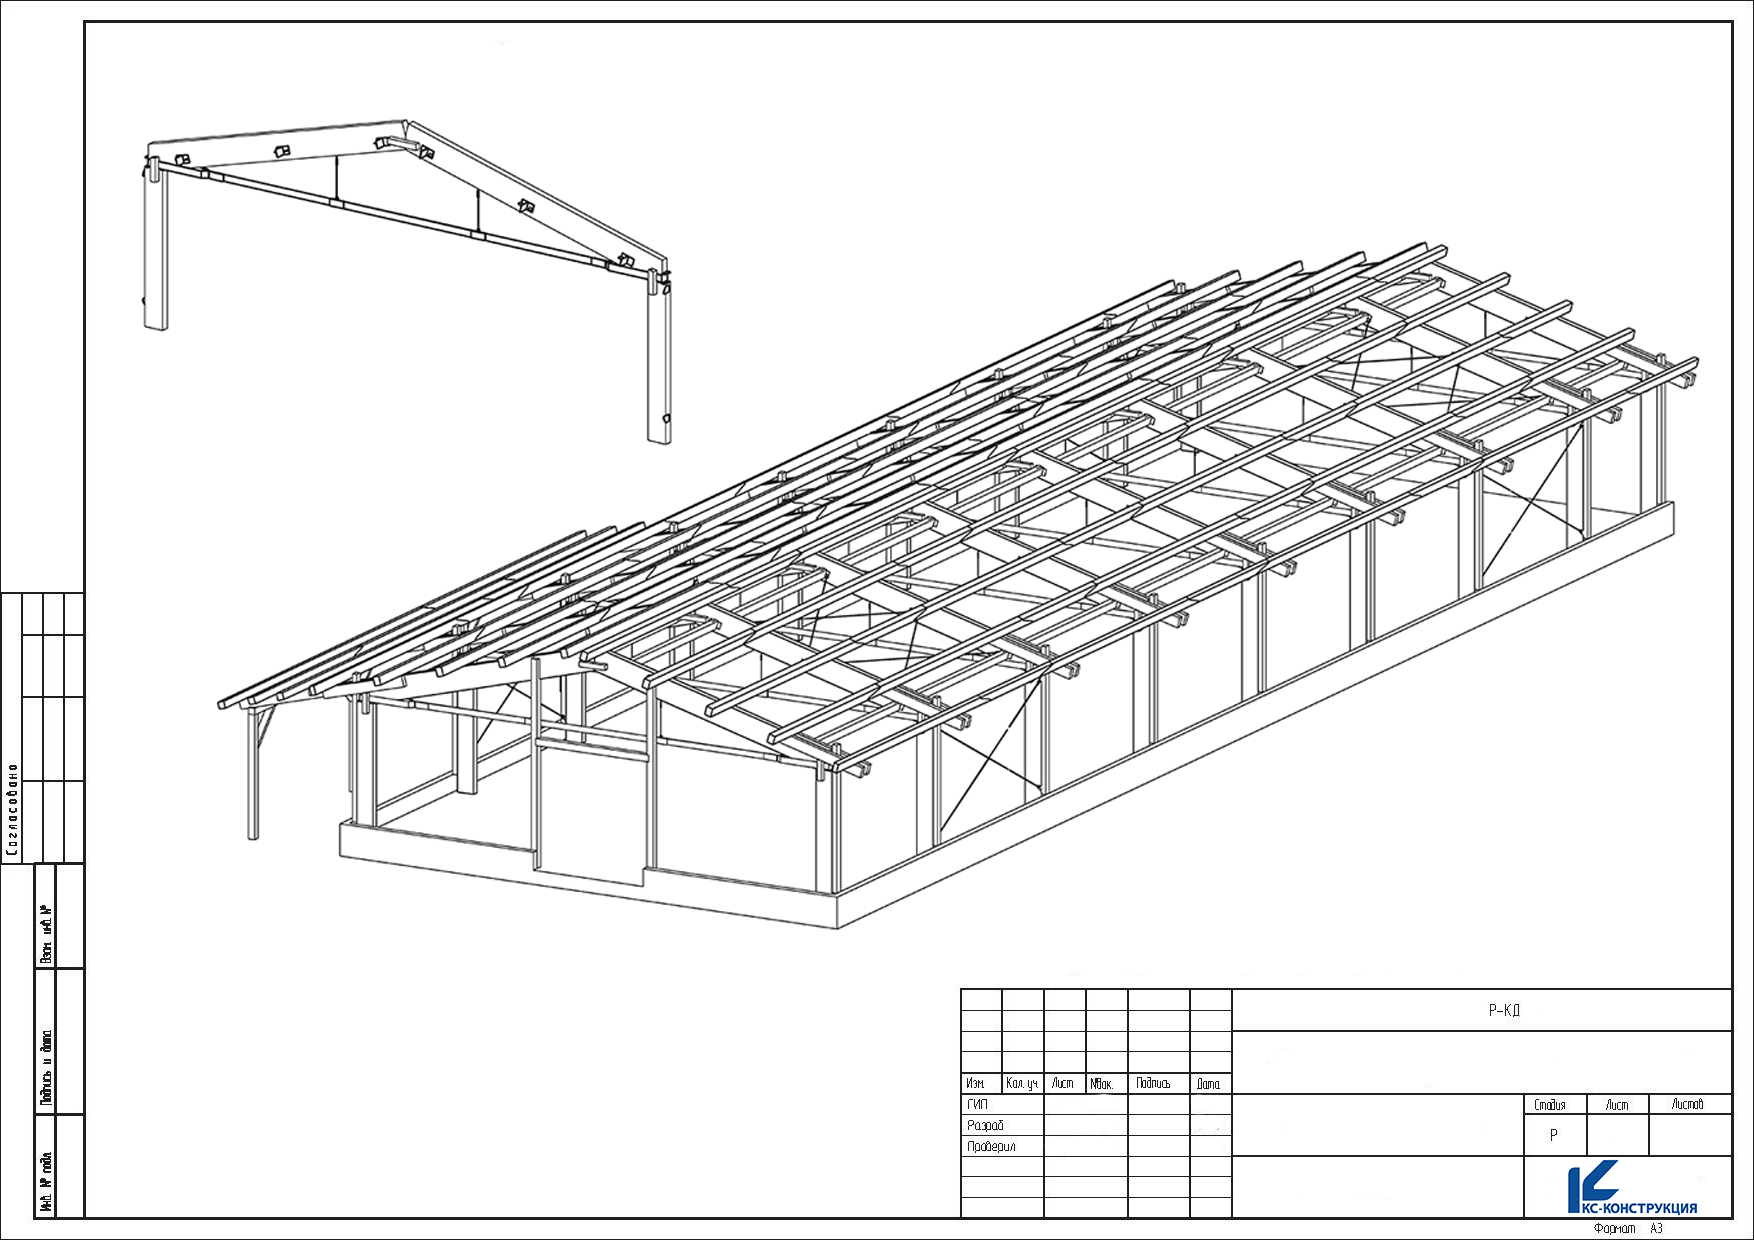 Согласовано
Взам. инв. №
Подпись и дата
Инв. № подл.
Р-КД
Изм. Кол. уч Лист №док. Подпись Дата
ГИП
Разраб
Проверил
Стадия Лист Листов
Р
КС-КОНСТРУКЦИЯ
Формат А3